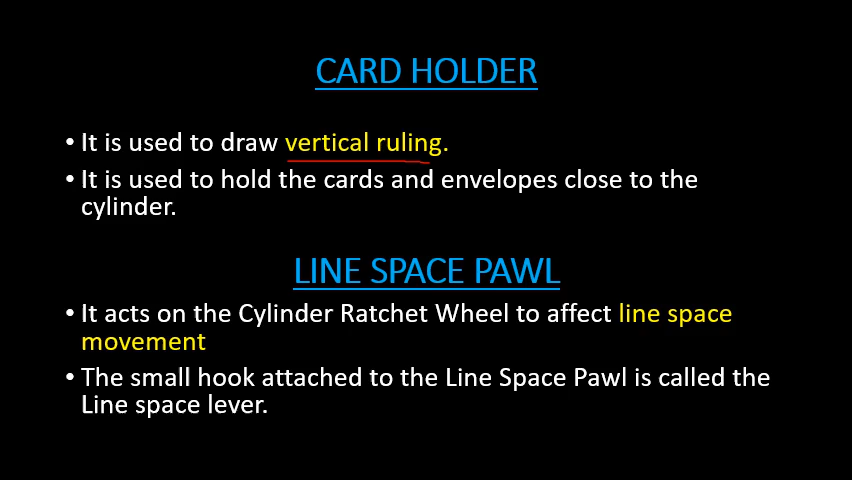 CARD HOLDER
• It is used to draw vertical ruling.
• It is used to hold the cards and envelopes close to the
cylinder.
LINE SPACE PAWL
• It acts on the Cylinder Ratchet Wheel to affect line space
movement
• The small hook attached to the Line Space Pawl is called the
Line space lever.